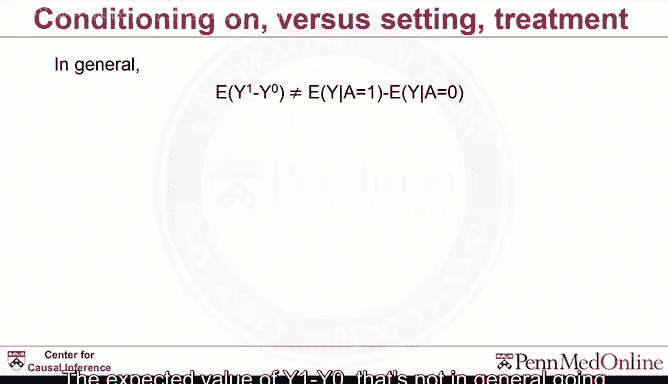 Conditioning on, versus setting, treatment
In general,
E(Y¹-Y⁰) ≠ E(Y|A=1)-E(Y|A=0)
Center for
Causal Inference
PennMedOnline
The expected value of Y1-Y0, that's not in general going